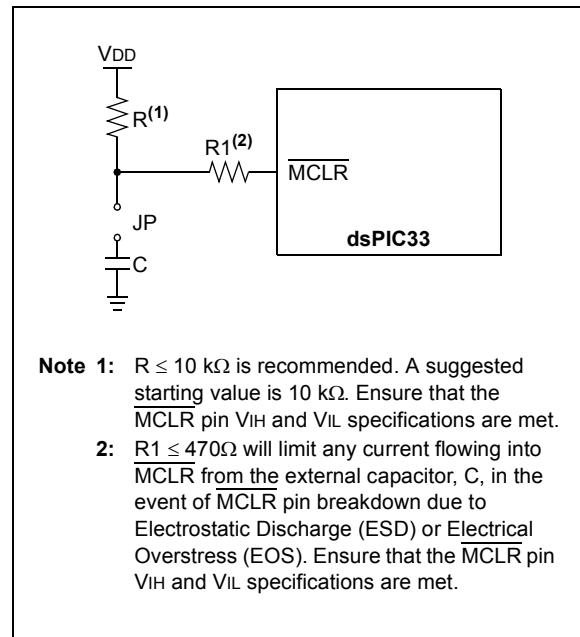 VDD
R(1)
R1(2)
MCLR
JP
dsPIC33
C
Note 1: R ≤ 10 kΩ is recommended. A suggested
starting value is 10 kΩ. Ensure that the
MCLR pin VIH and VIL specifications are met.
2: R1 ≤ 470Ω will limit any current flowing into
MCLR from the external capacitor, C, in the
event of MCLR pin breakdown due to
Electrostatic Discharge (ESD) or Electrical
Overstress (EOS). Ensure that the MCLR pin
VIH and VIL specifications are met.